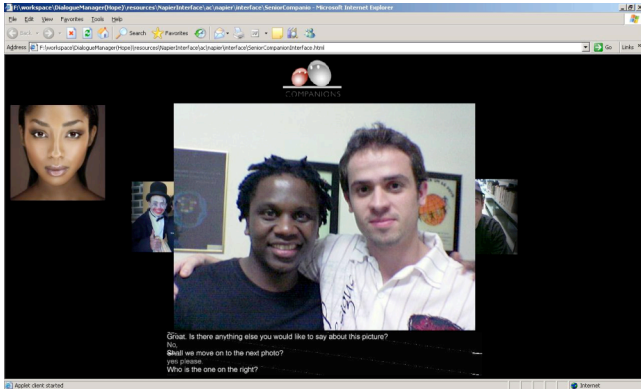 F:\workspace\DialogueManager(Hope)\resources\NapierInterface\ac\napier\interface\SeniorCompanio - Microsoft Internet Explorer
File Edit View Favorites Tools Help
Back Search Favorites
Address F:\workspace\DialogueManager(Hope)\resources\NapierInterface\ac\napier\interface\SeniorCompanionInterface.html Go Links »
COMPANIONS
Great. Is there anything else you would like to say about this picture?
No,
Shall we move on to the next photo?
yes please.
Who is the one on the right?
Applet client started Internet